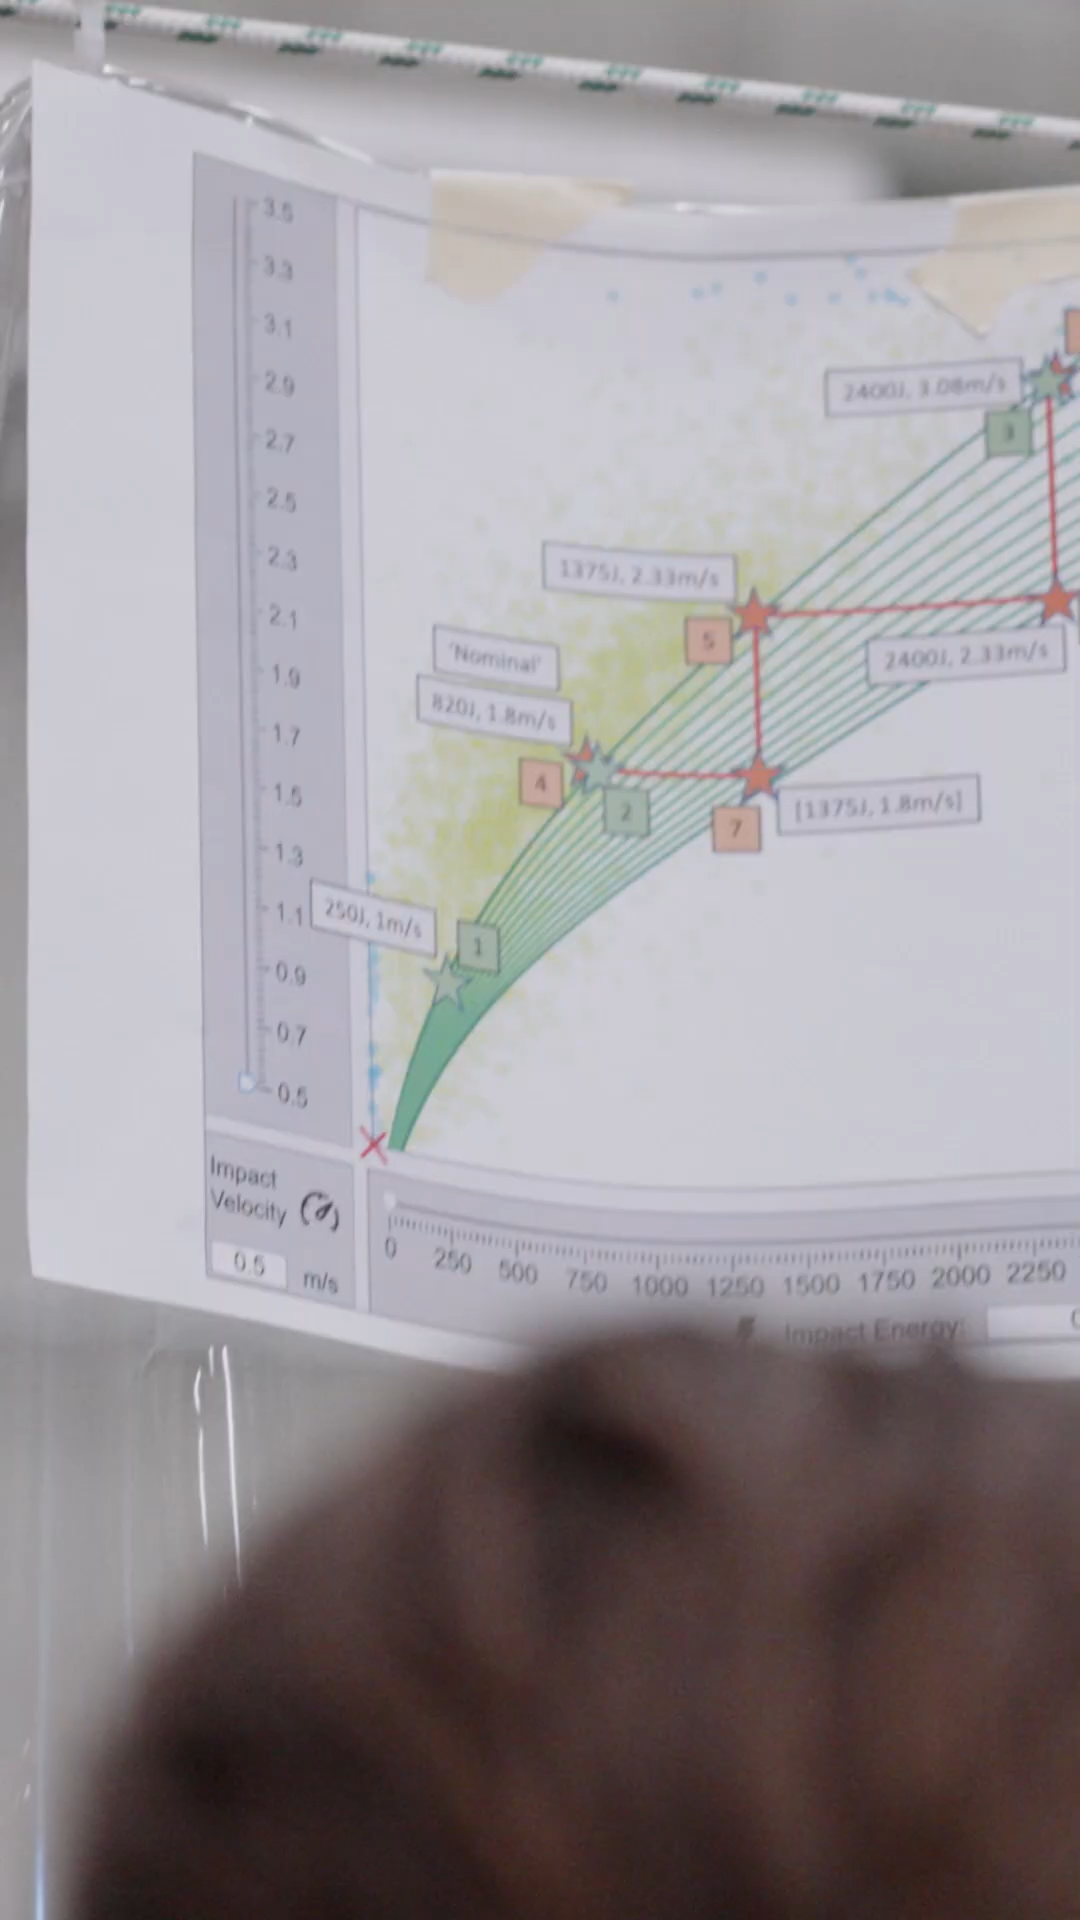 3.5
3.3
3.1
2.9
2.7
2.5
2.3
2.1
1.9
1.7
1.5
1.3
1.1
0.9
0.7
0.5
2400J, 3.08m/s
3
1375J, 2.33m/s
5
2400J, 2.33m/s
'Nominal'
820J, 1.8m/s
4
2
7
[1375J, 1.8m/s]
250J, 1m/s
1
Impact
Velocity
0.5 m/s
0 250 500 750 1000 1250 1500 1750 2000 2250
Impact Energy: